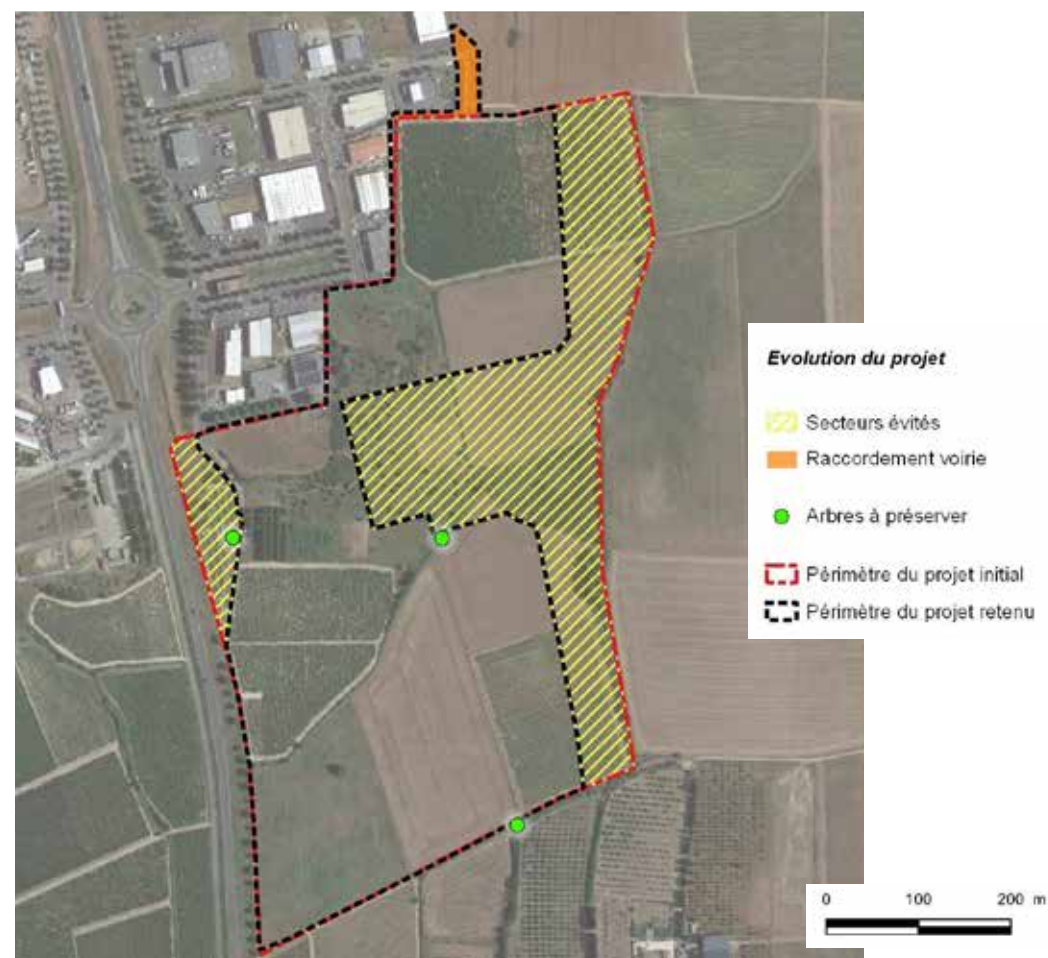 Evolution du projet
Secteurs évités
Raccordement voirie
Arbres à préserver
Périmètre du projet initial
Périmètre du projet retenu
0 100 200 m